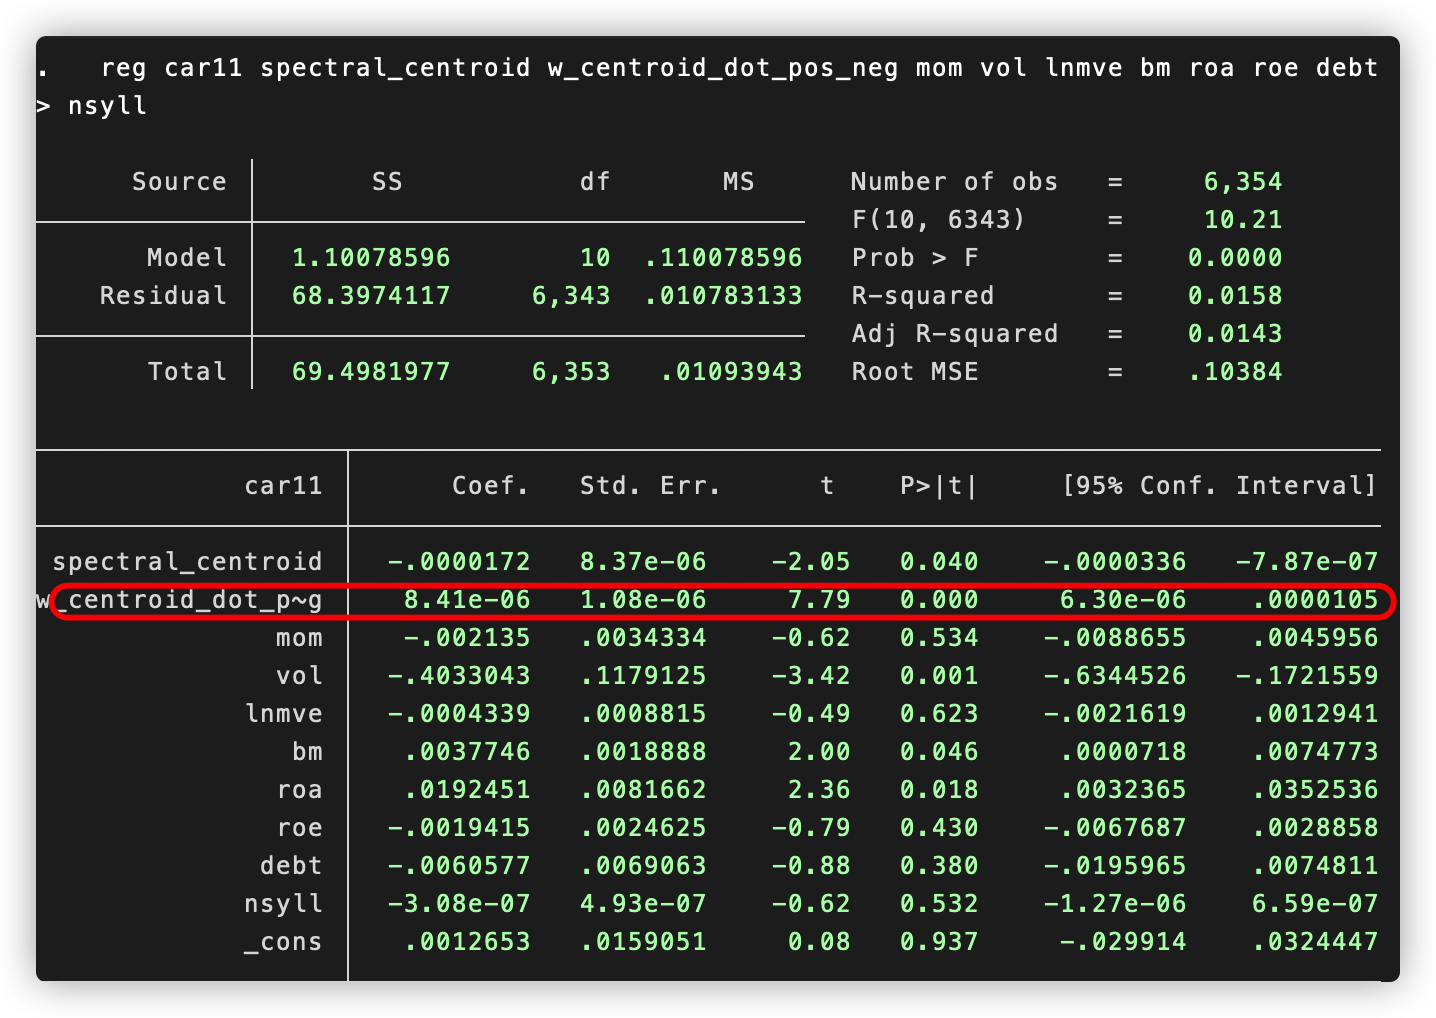 . reg car11 spectral_centroid w_centroid_dot_pos_neg mom vol lnmve bm roa roe debt
> nsyll
Source SS df MS Number of obs = 6,354
F(10, 6343) = 10.21
Model 1.10078596 10 .110078596 Prob > F = 0.0000
Residual 68.3974117 6,343 .010783133 R-squared = 0.0158
Adj R-squared = 0.0143
Total 69.4981977 6,353 .01093943 Root MSE = .10384
car11 Coef. Std. Err. t P>|t| [95% Conf. Interval]
spectral_centroid -.0000172 8.37e-06 -2.05 0.040 -.0000336 -7.87e-07
w_centroid_dot_p~g 8.41e-06 1.08e-06 7.79 0.000 6.30e-06 .0000105
mom -.002135 .0034334 -0.62 0.534 -.0088655 .0045956
vol -.4033043 .1179125 -3.42 0.001 -.6344526 -.1721559
lnmve -.0004339 .0008815 -0.49 0.623 -.0021619 .0012941
bm .0037746 .0018888 2.00 0.046 .0000718 .0074773
roa .0192451 .0081662 2.36 0.018 .0032365 .0352536
roe -.0019415 .0024625 -0.79 0.430 -.0067687 .0028858
debt -.0060577 .0069063 -0.88 0.380 -.0195965 .0074811
nsyll -3.08e-07 4.93e-07 -0.62 0.532 -1.27e-06 6.59e-07
_cons .0012653 .0159051 0.08 0.937 -.029914 .0324447